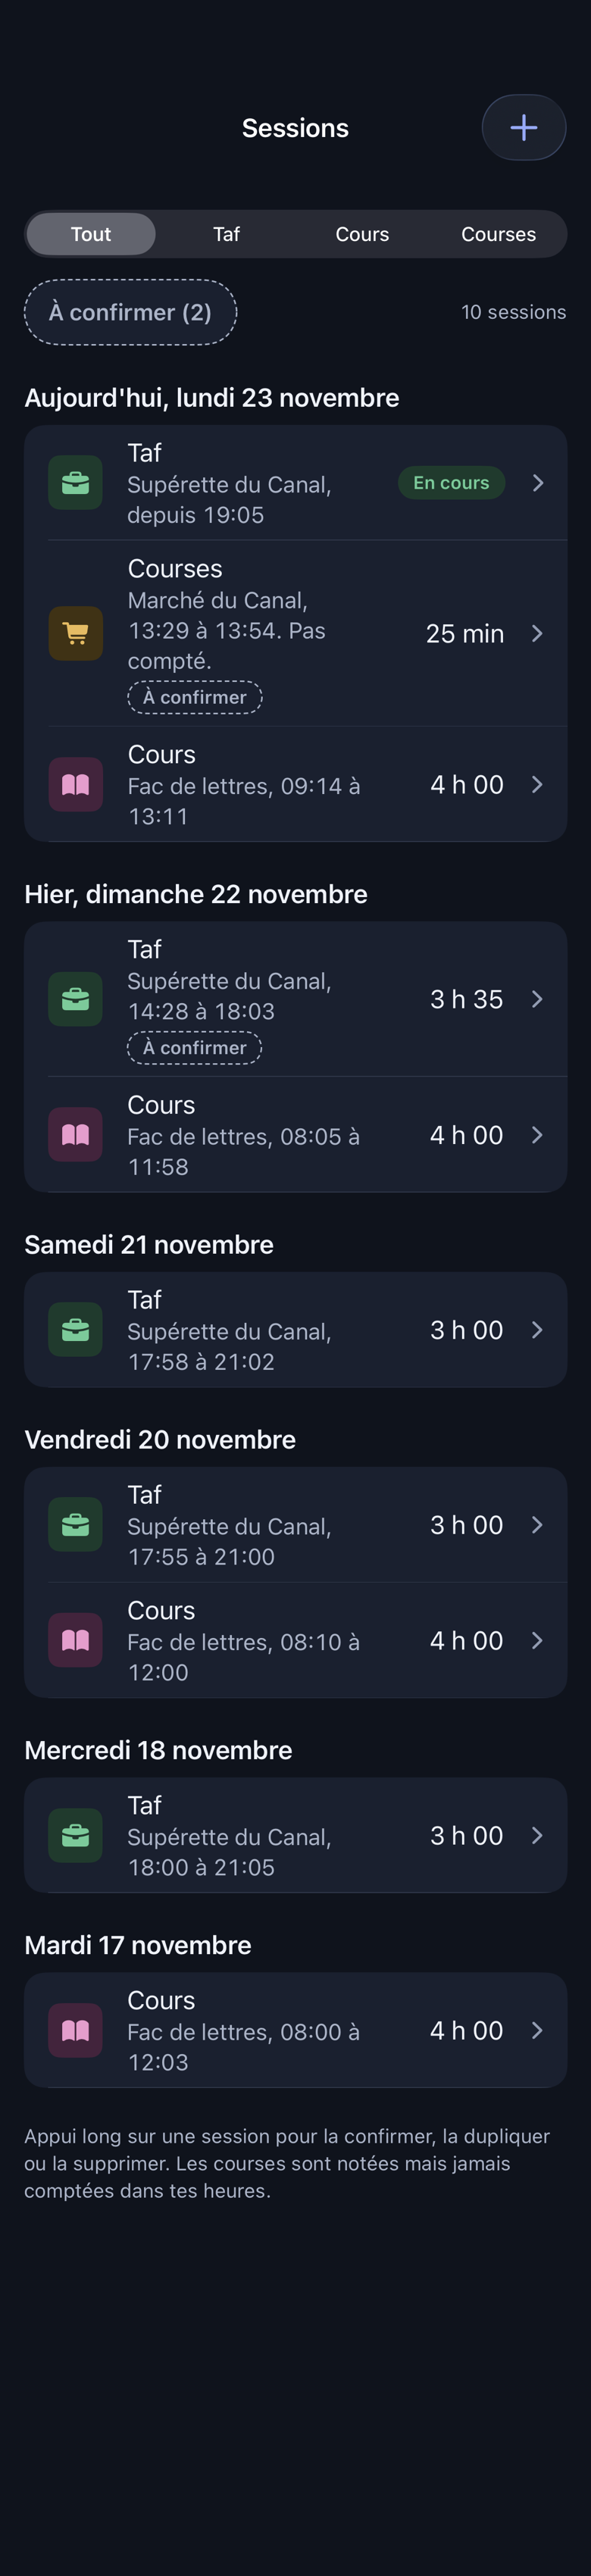 Sessions
Tout
Taf
Cours
Courses
À confirmer (2)
10 sessions
Aujourd'hui, lundi 23 novembre
Taf
Supérette du Canal,
depuis 19:05
En cours
Courses
Marché du Canal,
13:29 à 13:54. Pas
compté.
À confirmer
25 min
Cours
Fac de lettres, 09:14 à
13:11
4 h 00
Hier, dimanche 22 novembre
Taf
Supérette du Canal,
14:28 à 18:03
À confirmer
3 h 35
Cours
Fac de lettres, 08:05 à
11:58
4 h 00
Samedi 21 novembre
Taf
Supérette du Canal,
17:58 à 21:02
3 h 00
Vendredi 20 novembre
Taf
Supérette du Canal,
17:55 à 21:00
3 h 00
Cours
Fac de lettres, 08:10 à
12:00
4 h 00
Mercredi 18 novembre
Taf
Supérette du Canal,
18:00 à 21:05
3 h 00
Mardi 17 novembre
Cours
Fac de lettres, 08:00 à
12:03
4 h 00
Appui long sur une session pour la confirmer, la dupliquer
ou la supprimer. Les courses sont notées mais jamais
comptées dans tes heures.